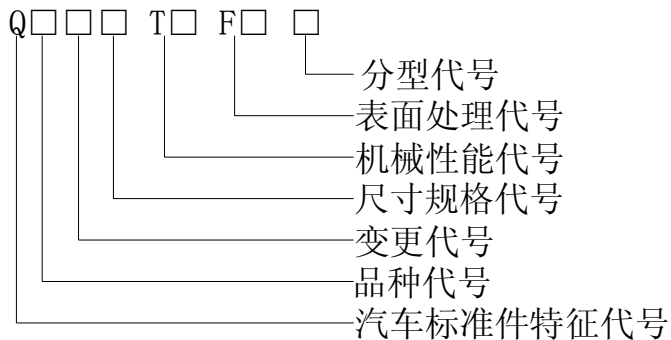 Q□□□ T□ F□ □
分型代号
表面处理代号
机械性能代号
尺寸规格代号
变更代号
品种代号
汽车标准件特征代号